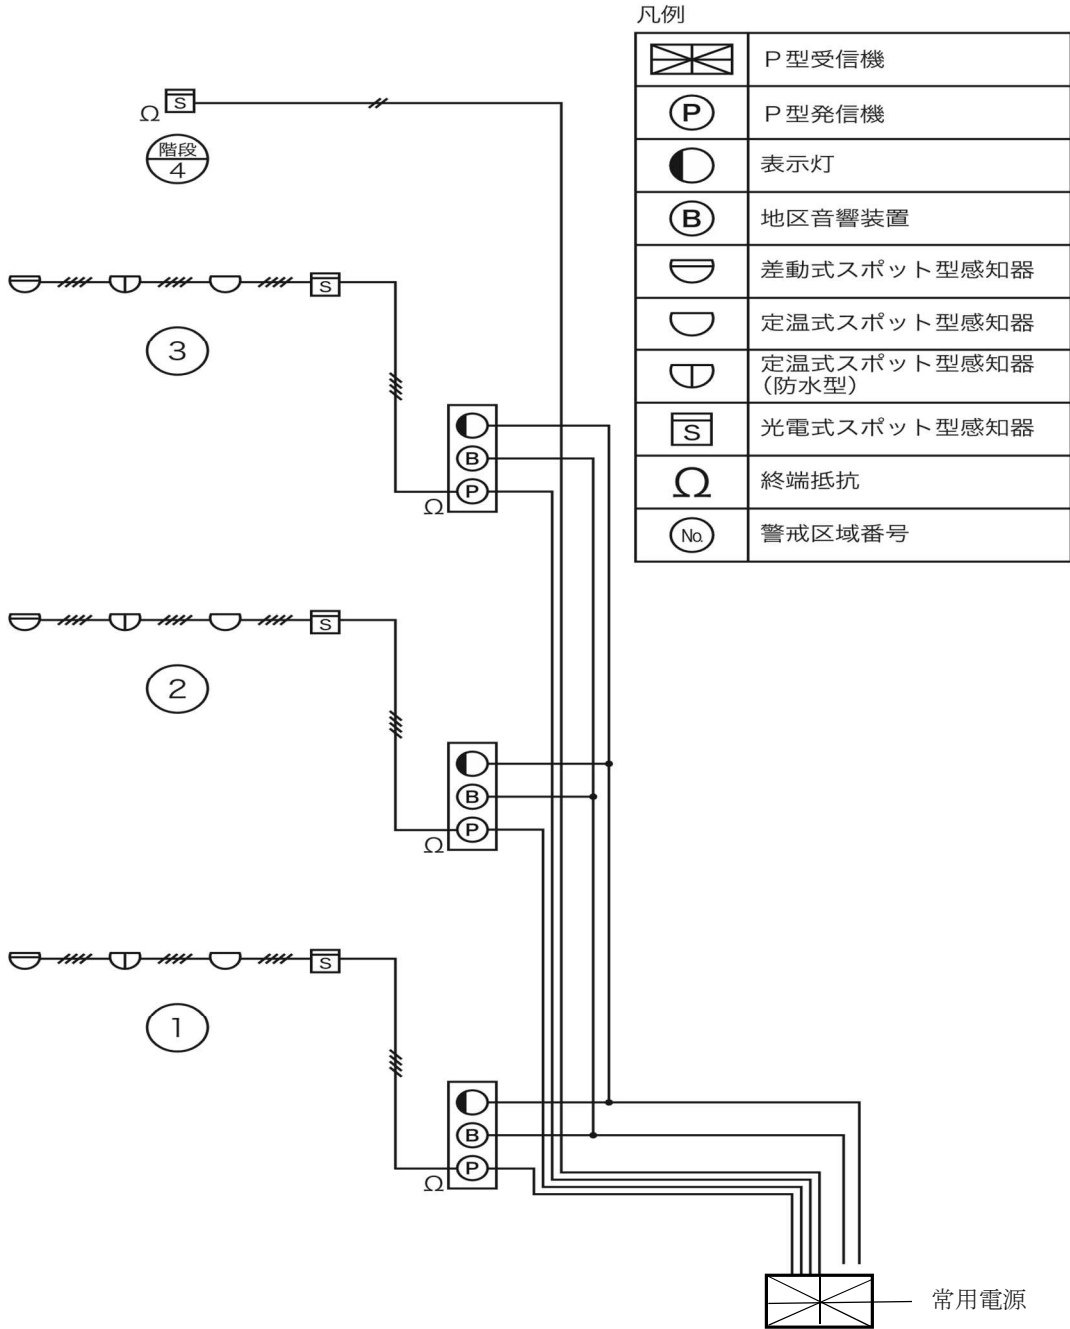 凡例
P型受信機
P P型発信機
表示灯
B 地区音響装置
差動式スポット型感知器
定温式スポット型感知器
定温式スポット型感知器
(防水型)
S 光電式スポット型感知器
Ω 終端抵抗
No. 警戒区域番号
Ω S
階段
4
S
3
B
P
Ω
S
2
B
P
Ω
S
1
B
P
Ω
常用電源